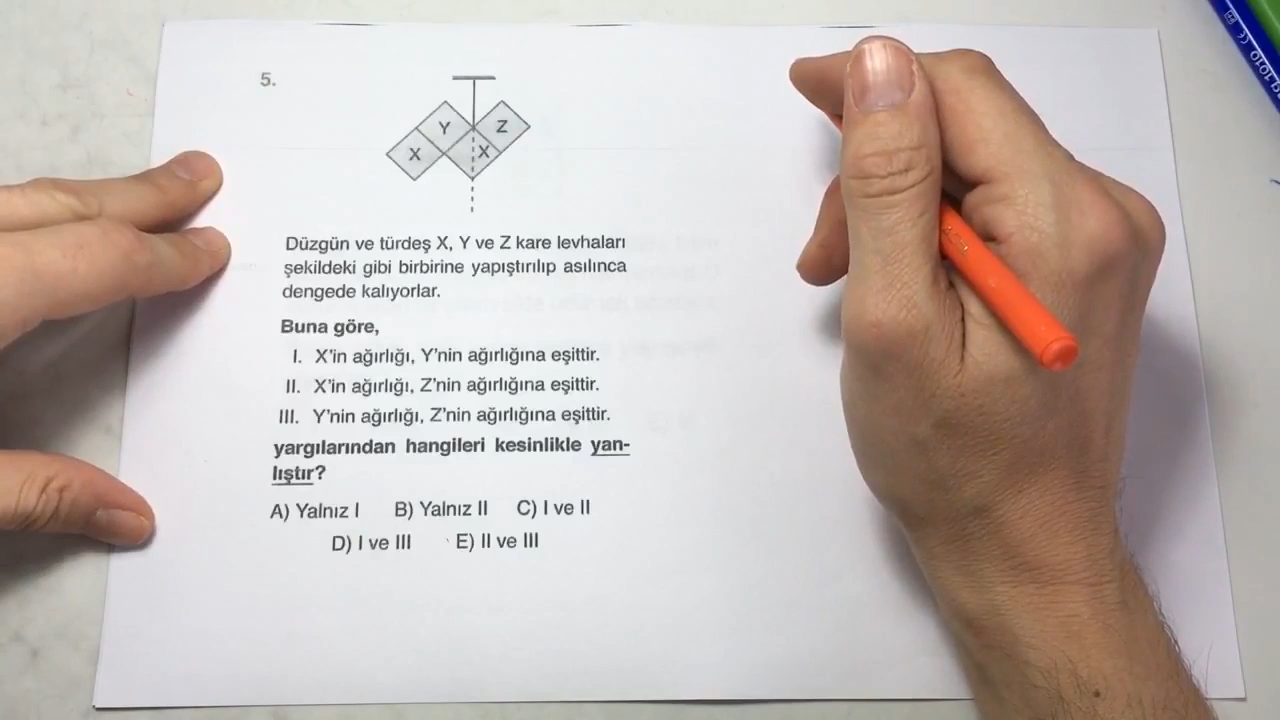 5.
Y Z
X X
Düzgün ve türdeş X, Y ve Z kare levhaları
şekildeki gibi birbirine yapıştırılıp asılınca
dengede kalıyorlar.
Buna göre,
I. X'in ağırlığı, Y'nin ağırlığına eşittir.
II. X'in ağırlığı, Z'nin ağırlığına eşittir.
III. Y'nin ağırlığı, Z'nin ağırlığına eşittir.
yargılarından hangileri kesinlikle yan-
lıştır?
A) Yalnız I B) Yalnız II C) I ve II
D) I ve III E) II ve III
1010
CE